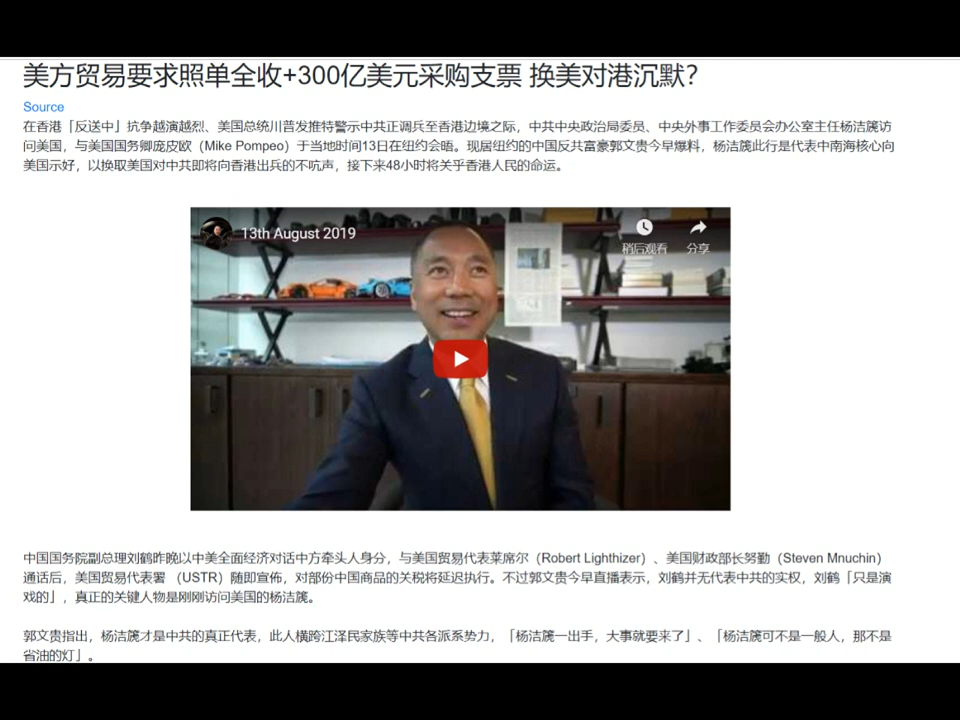 美方贸易要求照单全收+300亿美元采购支票 换美对港沉默?
Source
在香港「反送中」抗争越演越烈、美国总统川普发推特警示中共正调兵至香港边境之际，中共中央政治局委员、中央外事工作委员会办公室主任杨洁篪访
问美国，与美国国务卿庞皮欧（Mike Pompeo）于当地时间13日在纽约会晤。现居纽约的中国反共富豪郭文贵今早爆料，杨洁篪此行是代表中南海核心向
美国示好，以换取美国对中共即将向香港出兵的不吭声，接下来48小时将关乎香港人民的命运。
13th August 2019
稍后观看 分享
中国国务院副总理刘鹤昨晚以中美全面经济对话中方牵头人身分，与美国贸易代表莱席尔（Robert Lighthizer）、美国财政部长努勤（Steven Mnuchin）
通话后，美国贸易代表署 （USTR）随即宣佈，对部份中国商品的关税将延迟执行。不过郭文贵今早直播表示，刘鹤并无代表中共的实权，刘鹤「只是演
戏的」，真正的关键人物是刚刚访问美国的杨洁篪。
郭文贵指出，杨洁篪才是中共的真正代表，此人横跨江泽民家族等中共各派系势力，「杨洁篪一出手，大事就要来了」、「杨洁篪可不是一般人，那不是
省油的灯」。